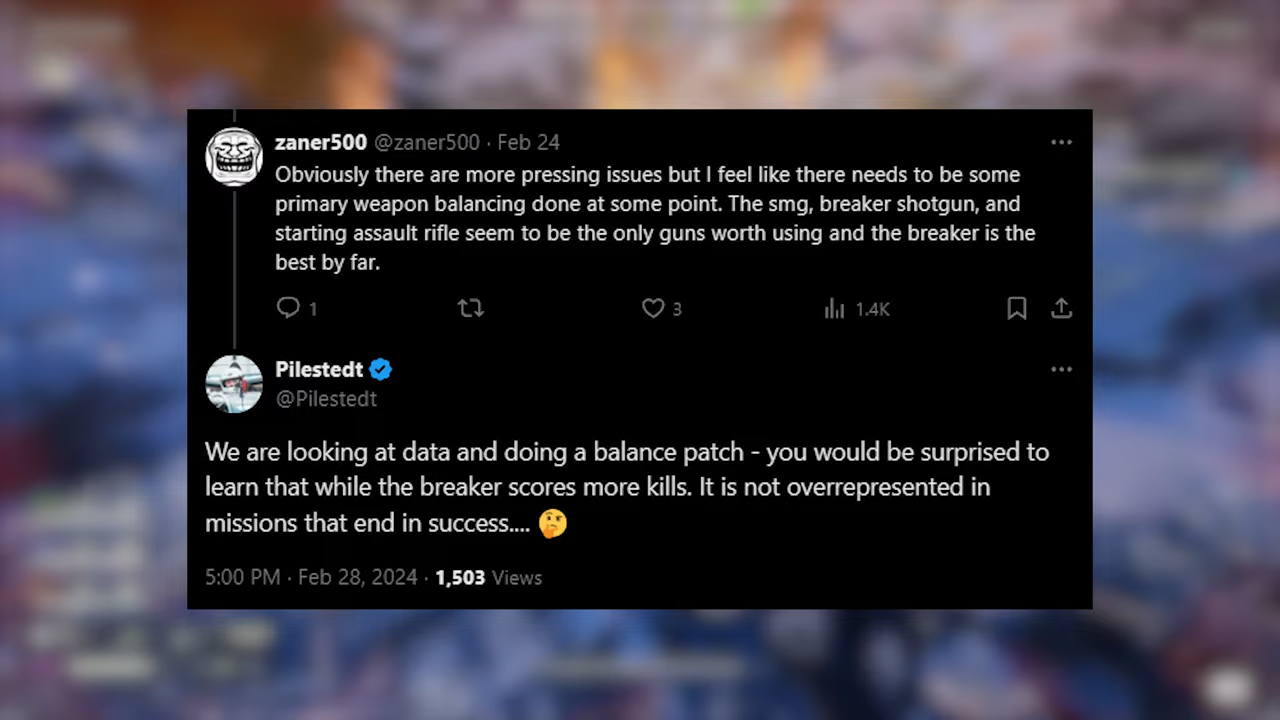 zaner500 @zaner500 · Feb 24
Obviously there are more pressing issues but I feel like there needs to be some
primary weapon balancing done at some point. The smg, breaker shotgun, and
starting assault rifle seem to be the only guns worth using and the breaker is the
best by far.
1 3 1.4K
Pilestedt
@Pilestedt
We are looking at data and doing a balance patch - you would be surprised to
learn that while the breaker scores more kills. It is not overrepresented in
missions that end in success.... 🤔
5:00 PM · Feb 28, 2024 · 1,503 Views